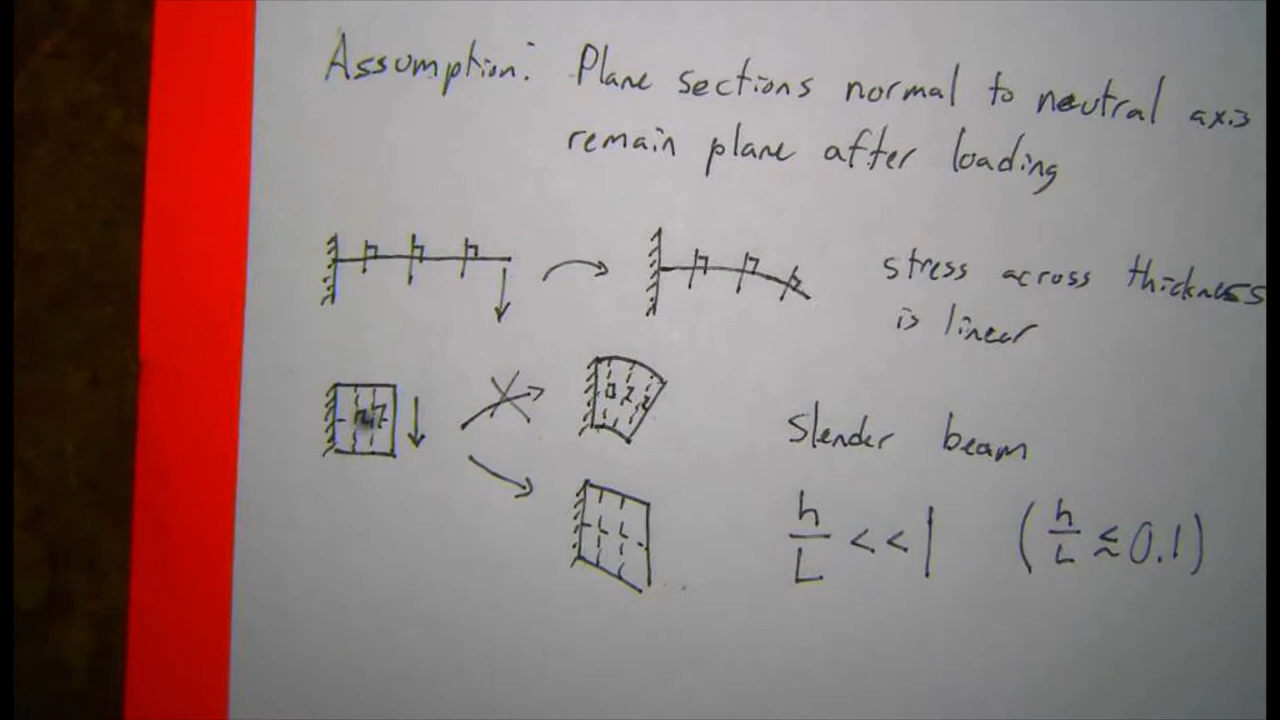 Assumption: Plane sections normal to neutral axis
remain plane after loading
stress across thickness
is linear
Slender beam
h/L << 1 (h/L ≲ 0.1)